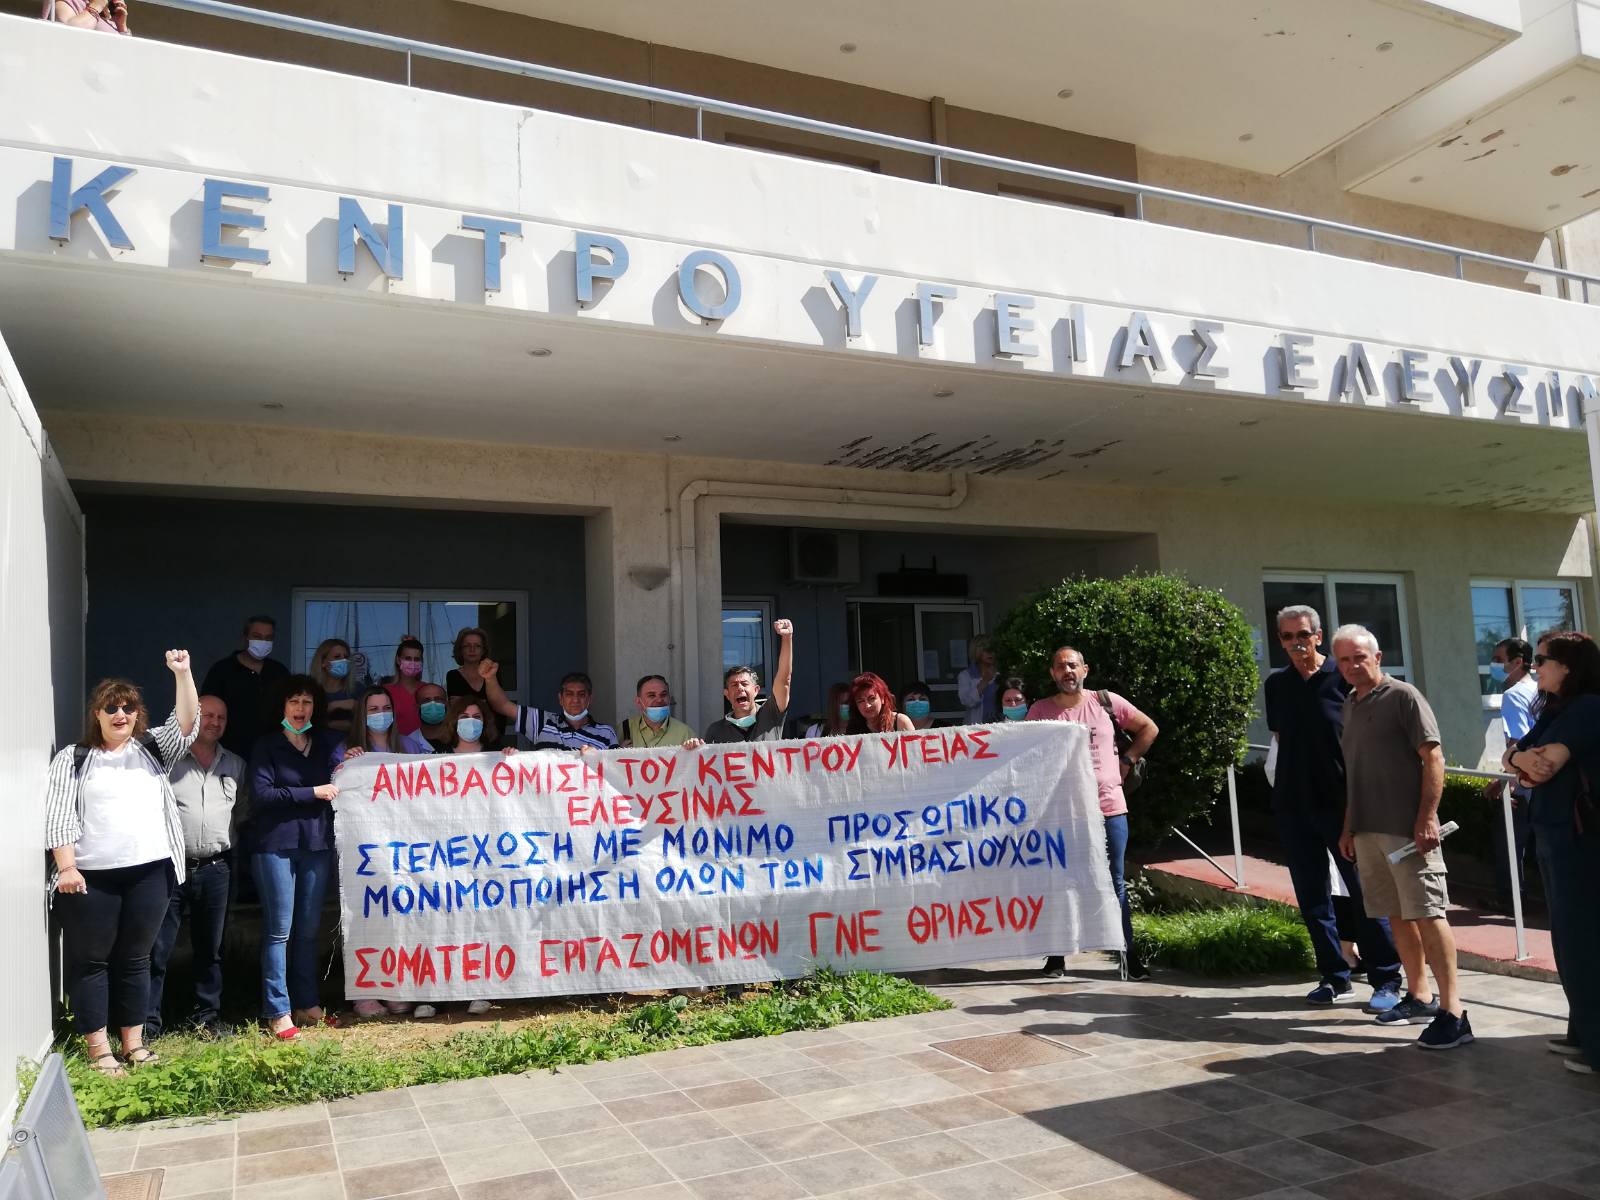 ΚΕΝΤΡΟ ΥΓΕΙΑΣ ΕΛΕΥΣΙΝ
ΑΝΑΒΑΘΜΙΣΗ ΤΟΥ ΚΕΝΤΡΟΥ ΥΓΕΙΑΣ
ΕΛΕΥΣΙΝΑΣ
ΣΤΕΛΕΧΩΣΗ ΜΕ ΜΟΝΙΜΟ ΠΡΟΣΩΠΙΚΟ
ΜΟΝΙΜΟΠΟΙΗΣΗ ΟΛΩΝ ΤΩΝ ΣΥΜΒΑΣΙΟΥΧΩΝ
ΣΩΜΑΤΕΙΟ ΕΡΓΑΖΟΜΕΝΩΝ ΓΝΕ ΘΡΙΑΣΙΟΥ